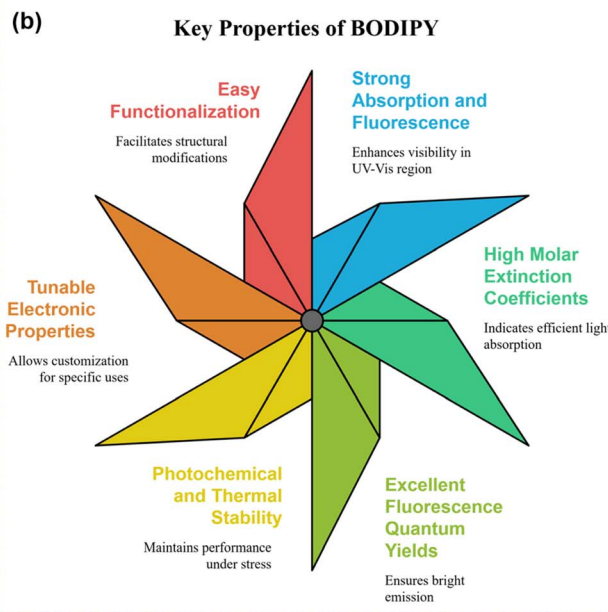 (b)
Key Properties of BODIPY
Easy
Functionalization
Facilitates structural
modifications
Strong
Absorption and
Fluorescence
Enhances visibility in
UV-Vis region
High Molar
Extinction
Coefficients
Indicates efficient light
absorption
Tunable
Electronic
Properties
Allows customization
for specific uses
Photochemical
and Thermal
Stability
Maintains performance
under stress
Excellent
Fluorescence
Quantum
Yields
Ensures bright
emission